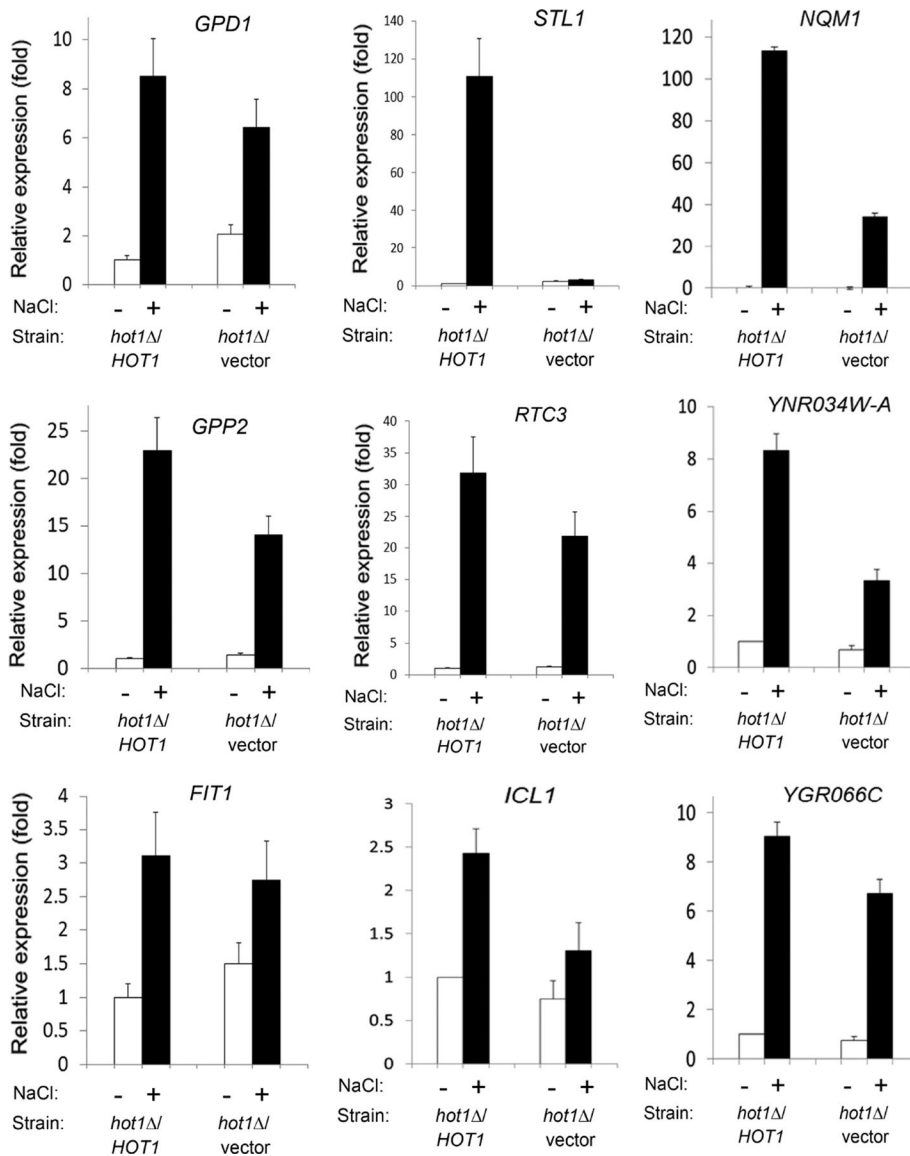 GPD1
Relative expression (fold)
10
8
6
4
2
0
NaCl: - + - +
Strain: hot1Δ/ hot1Δ/
HOT1 vector
STL1
Relative expression (fold)
140
120
100
80
60
40
20
0
NaCl: - + - +
Strain: hot1Δ/ hot1Δ/
HOT1 vector
NQM1
120
100
80
60
40
20
0
NaCl: - + - +
Strain: hot1Δ/ hot1Δ/
HOT1 vector
GPP2
Relative expression (fold)
25
20
15
10
5
0
NaCl: - + - +
Strain: hot1Δ/ hot1Δ/
HOT1 vector
RTC3
Relative expression (fold)
40
35
30
25
20
15
10
5
0
NaCl: - + - +
Strain: hot1Δ/ hot1Δ/
HOT1 vector
YNR034W-A
10
8
6
4
2
0
NaCl: - + - +
Strain: hot1Δ/ hot1Δ/
HOT1 vector
FIT1
Relative expression (fold)
4
3.5
3
2.5
2
1.5
1
0.5
0
NaCl: - + - +
Strain: hot1Δ/ hot1Δ/
HOT1 vector
ICL1
3
2.5
2
1.5
1
0.5
0
NaCl: - + - +
Strain: hot1Δ/ hot1Δ/
HOT1 vector
YGR066C
10
8
6
4
2
0
NaCl: - + - +
Strain: hot1Δ/ hot1Δ/
HOT1 vector